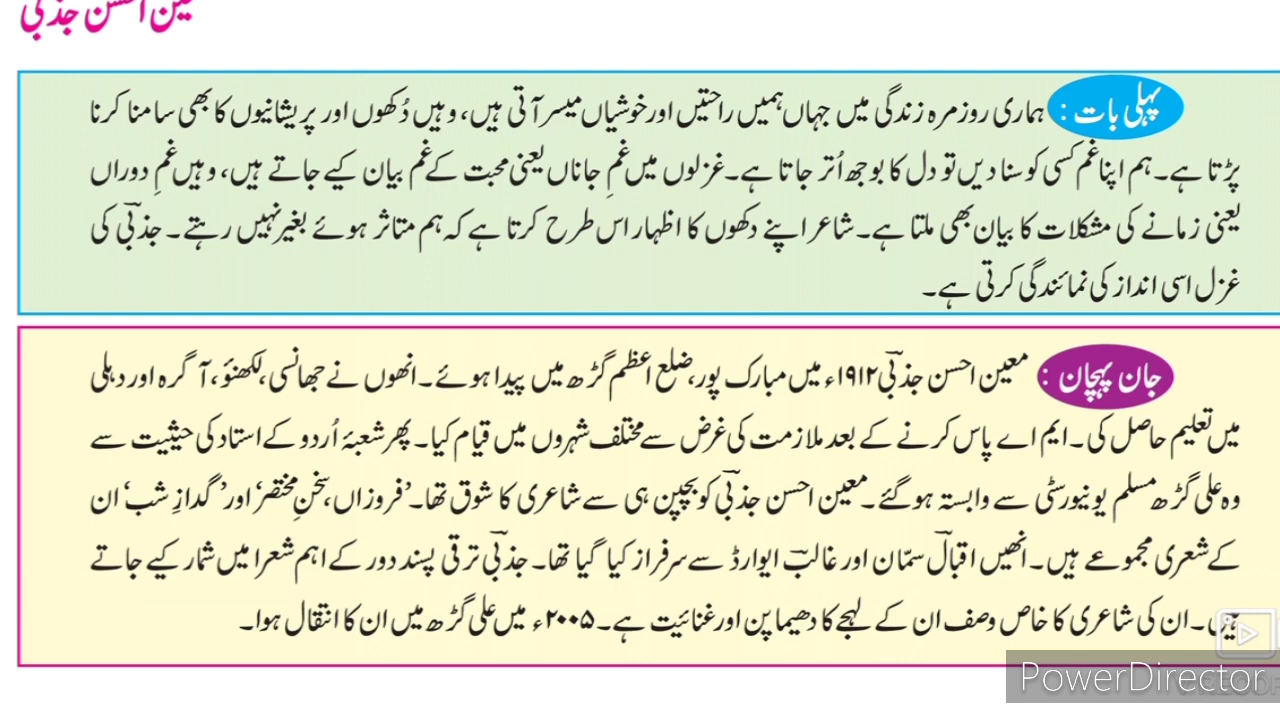 معین احسن جذبی
پہلی بات : ہماری روزمرہ زندگی میں جہاں ہمیں راحتیں اور خوشیاں میسر آتی ہیں، وہیں دُکھوں اور پریشانیوں کا بھی سامنا کرنا
پڑتا ہے۔ ہم اپنا غم کسی کو سنا دیں تو دل کا بوجھ اُتر جاتا ہے۔ غزلوں میں غمِ جاناں یعنی محبت کے غم بیان کیے جاتے ہیں، وہیں غمِ دوراں
یعنی زمانے کی مشکلات کا بیان بھی ملتا ہے۔ شاعر اپنے دکھوں کا اظہار اس طرح کرتا ہے کہ ہم متاثر ہوئے بغیر نہیں رہتے۔ جذبیؔ کی
غزل اسی انداز کی نمائندگی کرتی ہے۔
جان پہچان : معین احسن جذبیؔ ۱۹۱۲ء میں مبارک پور، ضلع اعظم گڑھ میں پیدا ہوئے۔ انھوں نے جھانسی، لکھنؤ، آگرہ اور دہلی
میں تعلیم حاصل کی۔ ایم اے پاس کرنے کے بعد ملازمت کی غرض سے مختلف شہروں میں قیام کیا۔ پھر شعبۂ اُردو کے استاد کی حیثیت سے
وہ علی گڑھ مسلم یونیورسٹی سے وابستہ ہو گئے۔ معین احسن جذبیؔ کو بچپن ہی سے شاعری کا شوق تھا۔ 'فروزاں، سخنِ مختصر' اور 'گدازِ شب' ان
کے شعری مجموعے ہیں۔ انھیں اقبالؔ سمّان اور غالبؔ ایوارڈ سے سرفراز کیا گیا تھا۔ جذبیؔ ترقی پسند دور کے اہم شعرا میں شمار کیے جاتے
ہیں۔ ان کی شاعری کا خاص وصف ان کے لہجے کا دھیما پن اور غنائیت ہے۔ ۲۰۰۵ء میں علی گڑھ میں ان کا انتقال ہوا۔
PowerDirector